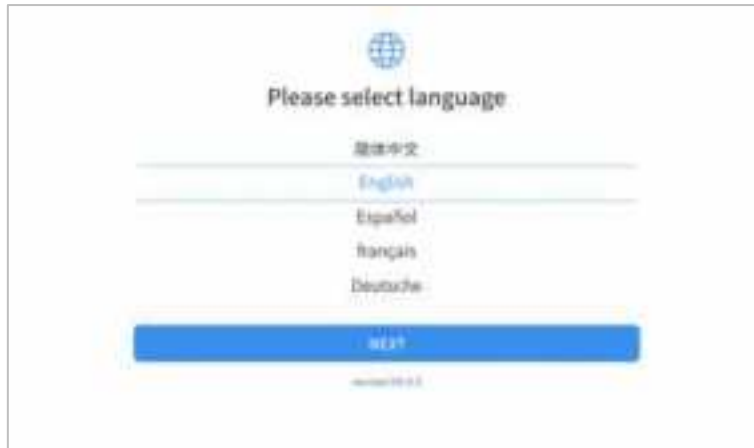 Please select language
简体中文
English
Español
français
Deutsche
NEXT